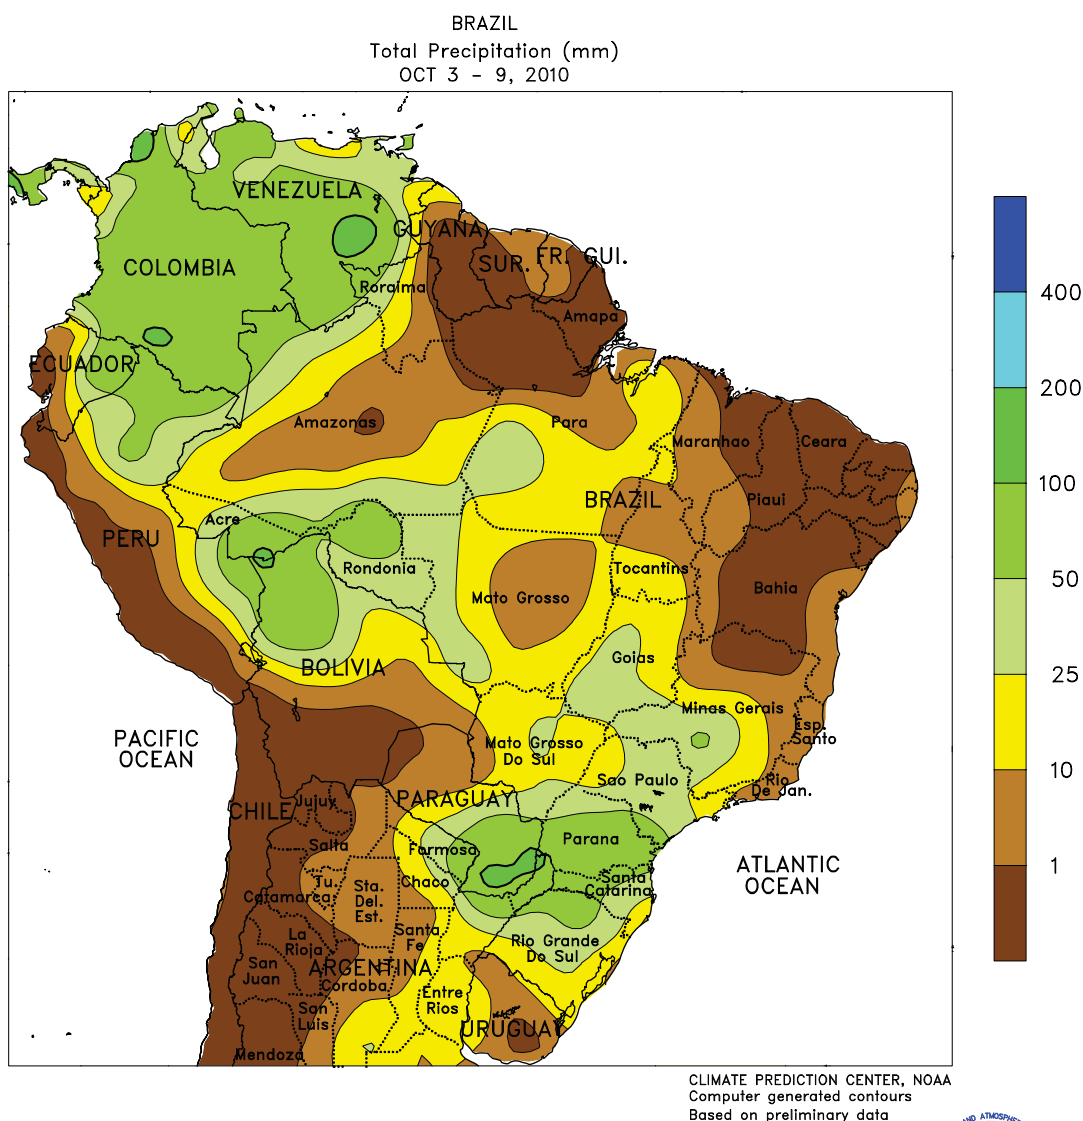 BRAZIL
Total Precipitation (mm)
OCT 3 - 9, 2010
VENEZUELA
GUYANA
COLOMBIA
SUR.
FR. GUI.
Roraima
Amapa
ECUADOR
Amazonas
Para
Maranhao
Ceara
BRAZIL
Piaui
Acre
PERU
Rondonia
Tocantins
Mato Grosso
Bahia
BOLIVIA
Goias
Minas Gerais
Esp.
Santo
PACIFIC
OCEAN
Mato Grosso
Do Sul
Sao Paulo
Rio
De Jan.
CHILE
Jujuy
PARAGUAY
Salta
Formosa
Parana
ATLANTIC
OCEAN
Tu.
Catamarca
Sta.
Del.
Est.
Chaco
Santa
Catarina
La
Rioja
Santa
Fe
Rio Grande
Do Sul
San
Juan
ARGENTINA
Cordoba
San
Luis
Entre
Rios
URUGUAY
Mendoza
400
200
100
50
25
10
1
CLIMATE PREDICTION CENTER, NOAA
Computer generated contours
Based on preliminary data
AND ATMOSPHE